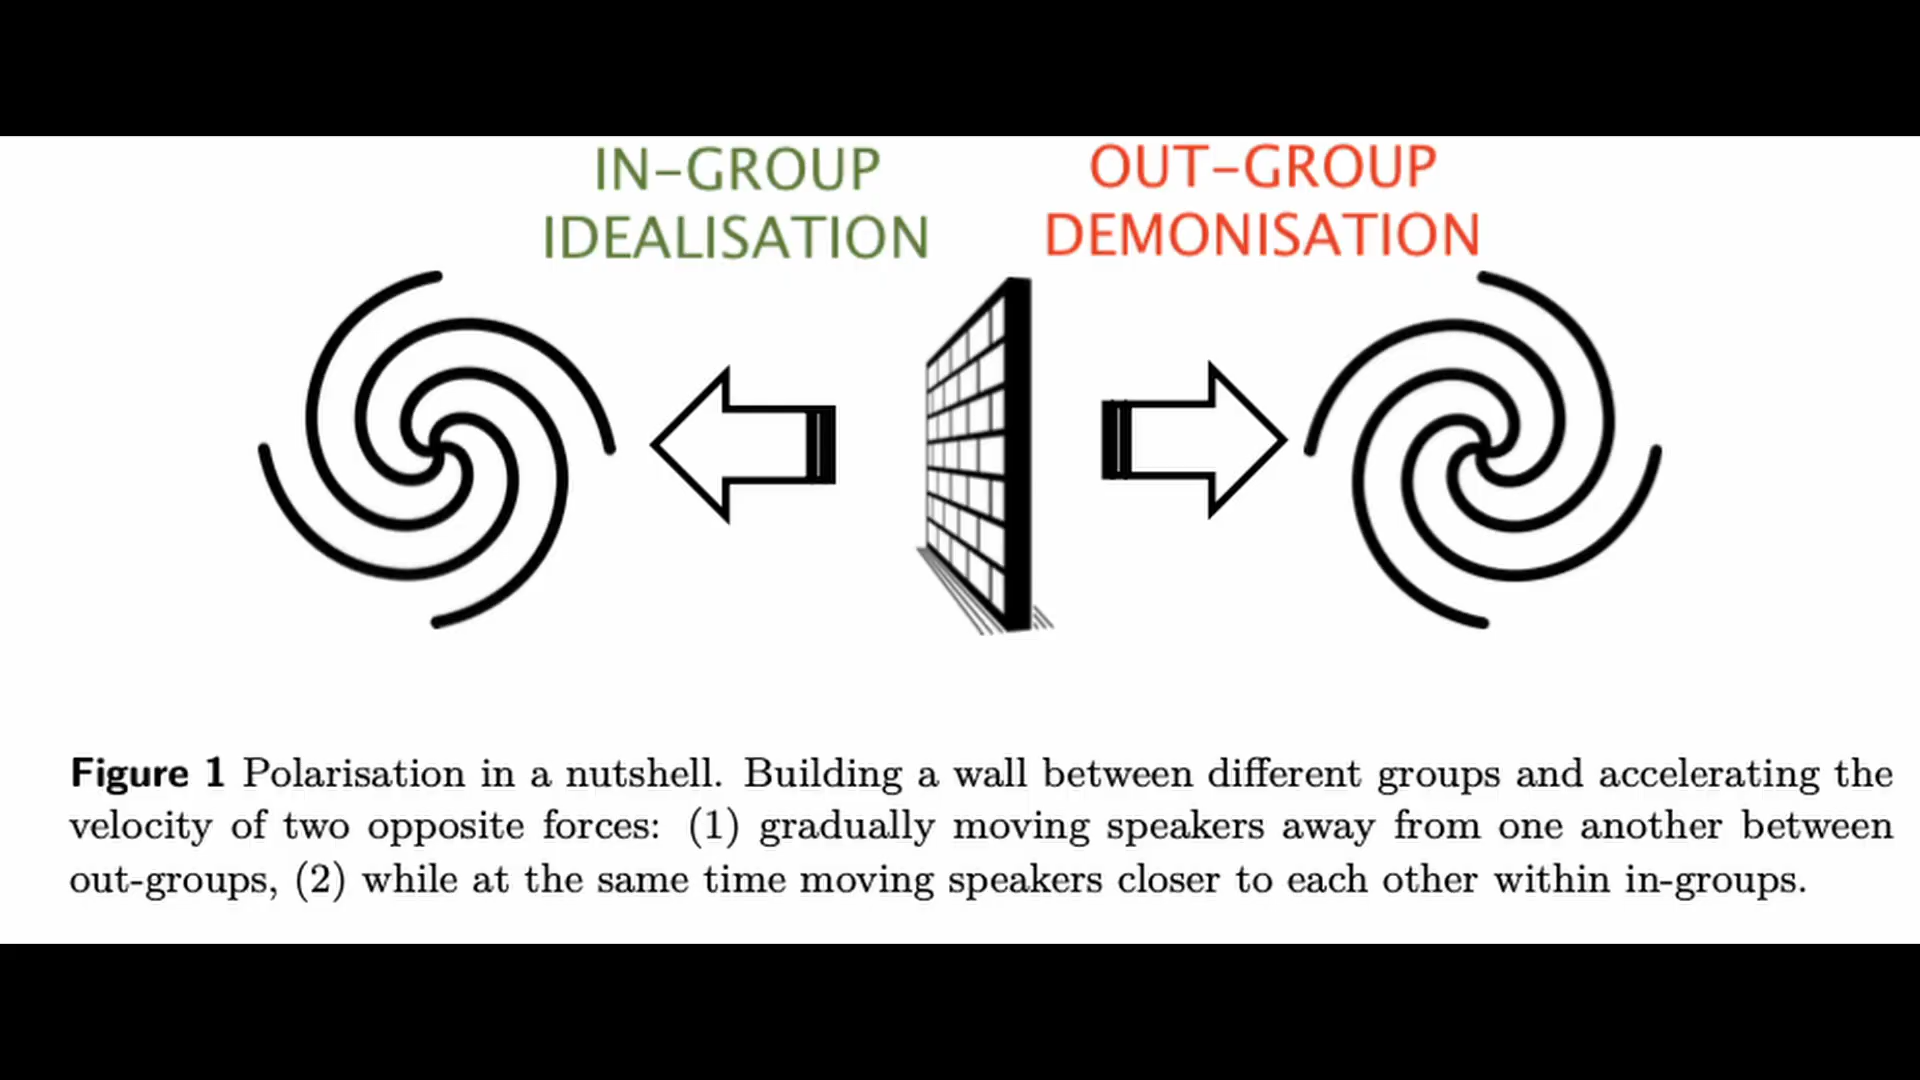 IN-GROUP
IDEALISATION
OUT-GROUP
DEMONISATION
Figure 1 Polarisation in a nutshell. Building a wall between different groups and accelerating the
velocity of two opposite forces: (1) gradually moving speakers away from one another between
out-groups, (2) while at the same time moving speakers closer to each other within in-groups.